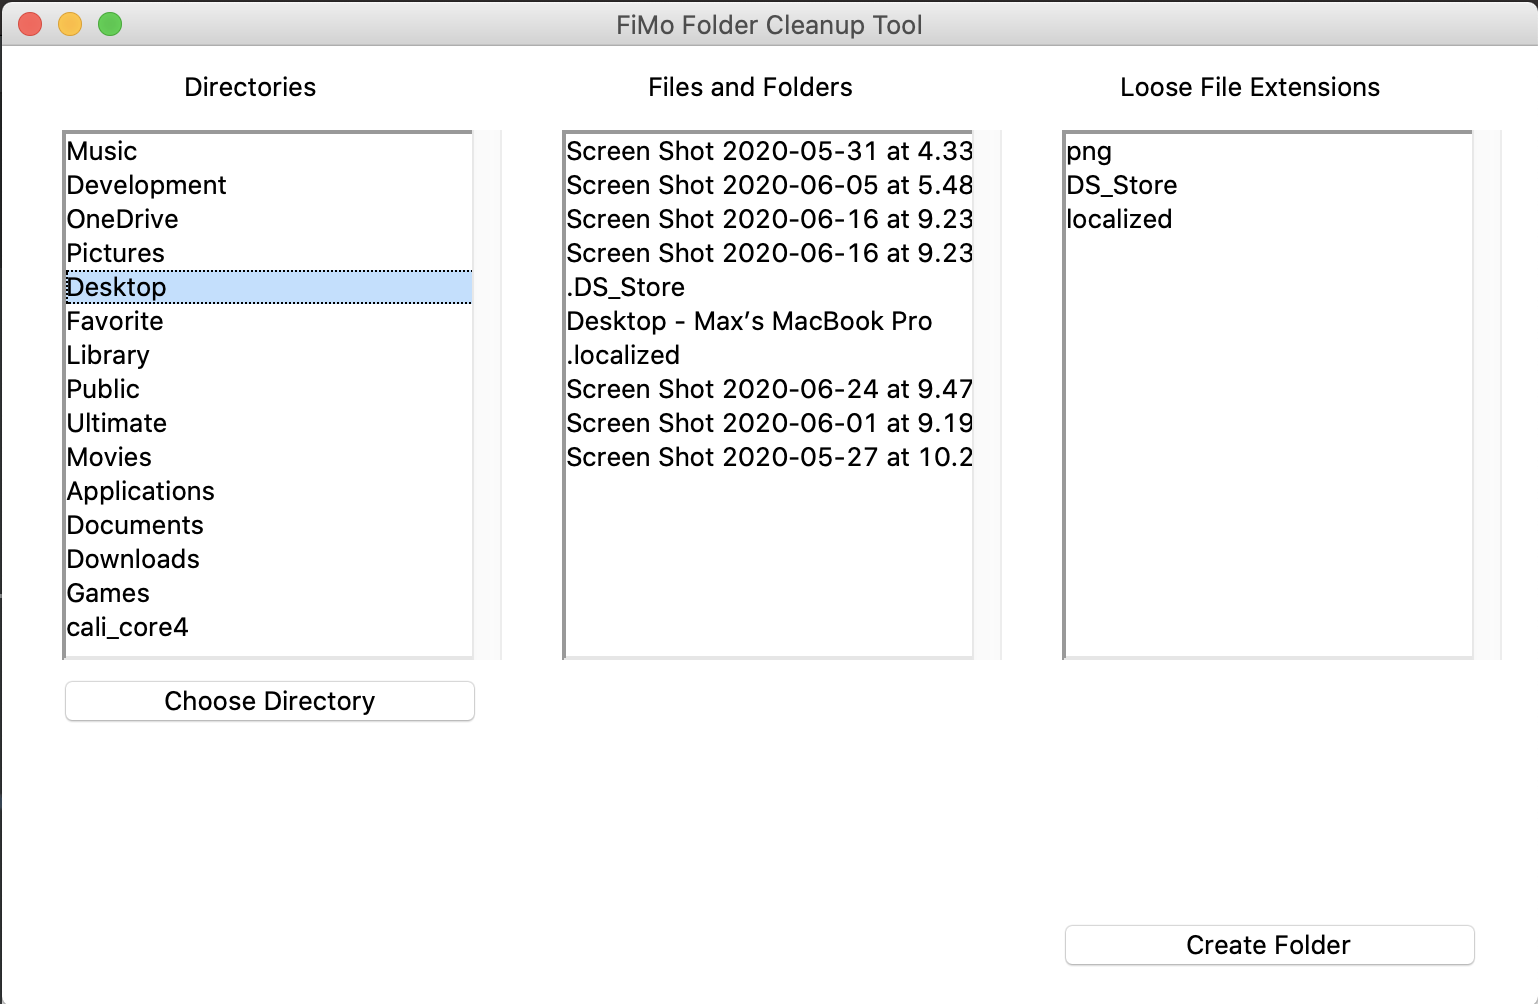 FiMo Folder Cleanup Tool
Directories
Music
Development
OneDrive
Pictures
Desktop
Favorite
Library
Public
Ultimate
Movies
Applications
Documents
Downloads
Games
cali_core4
Choose Directory
Files and Folders
Screen Shot 2020-05-31 at 4.33
Screen Shot 2020-06-05 at 5.48
Screen Shot 2020-06-16 at 9.23
Screen Shot 2020-06-16 at 9.23
.DS_Store
Desktop - Max’s MacBook Pro
.localized
Screen Shot 2020-06-24 at 9.47
Screen Shot 2020-06-01 at 9.19
Screen Shot 2020-05-27 at 10.2
Loose File Extensions
png
DS_Store
localized
Create Folder